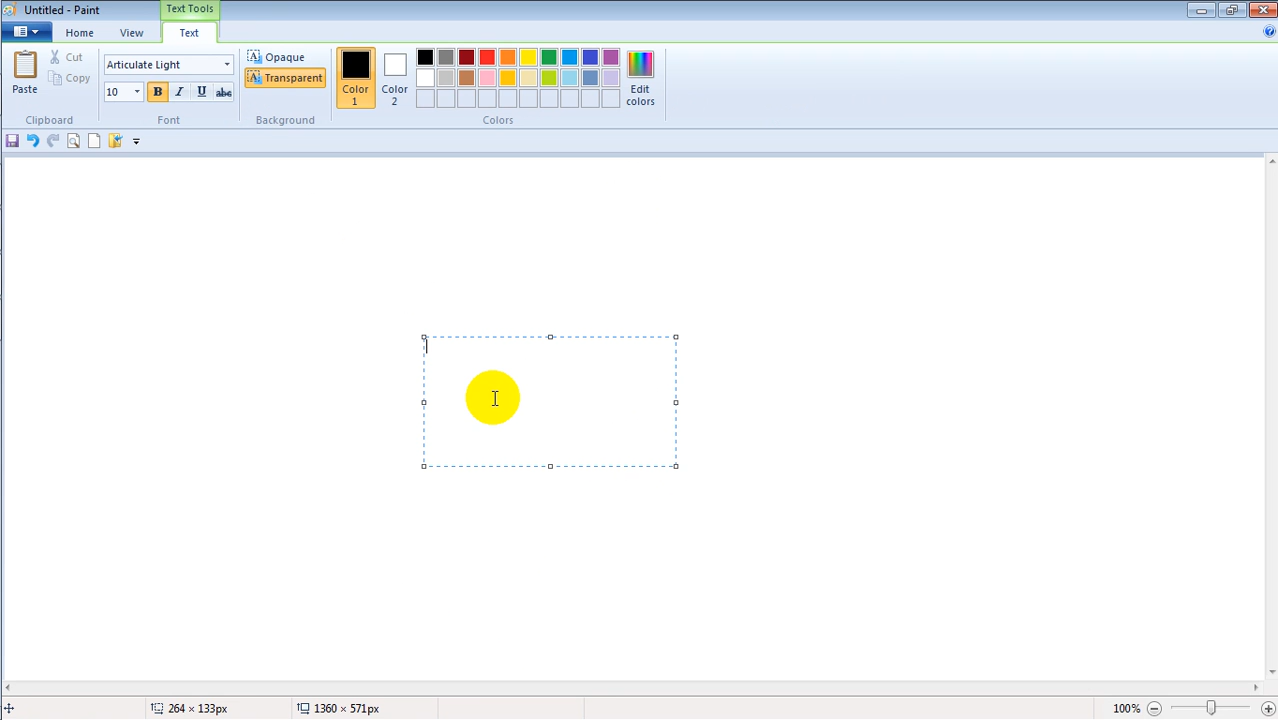 Untitled - Paint
Text Tools
Home
View
Text
Paste
Cut
Copy
Clipboard
Articulate Light
10
B I U abc
Font
Opaque
Transparent
Background
Color 1
Color 2
Edit colors
Colors
264 × 133px
1360 × 571px
100%